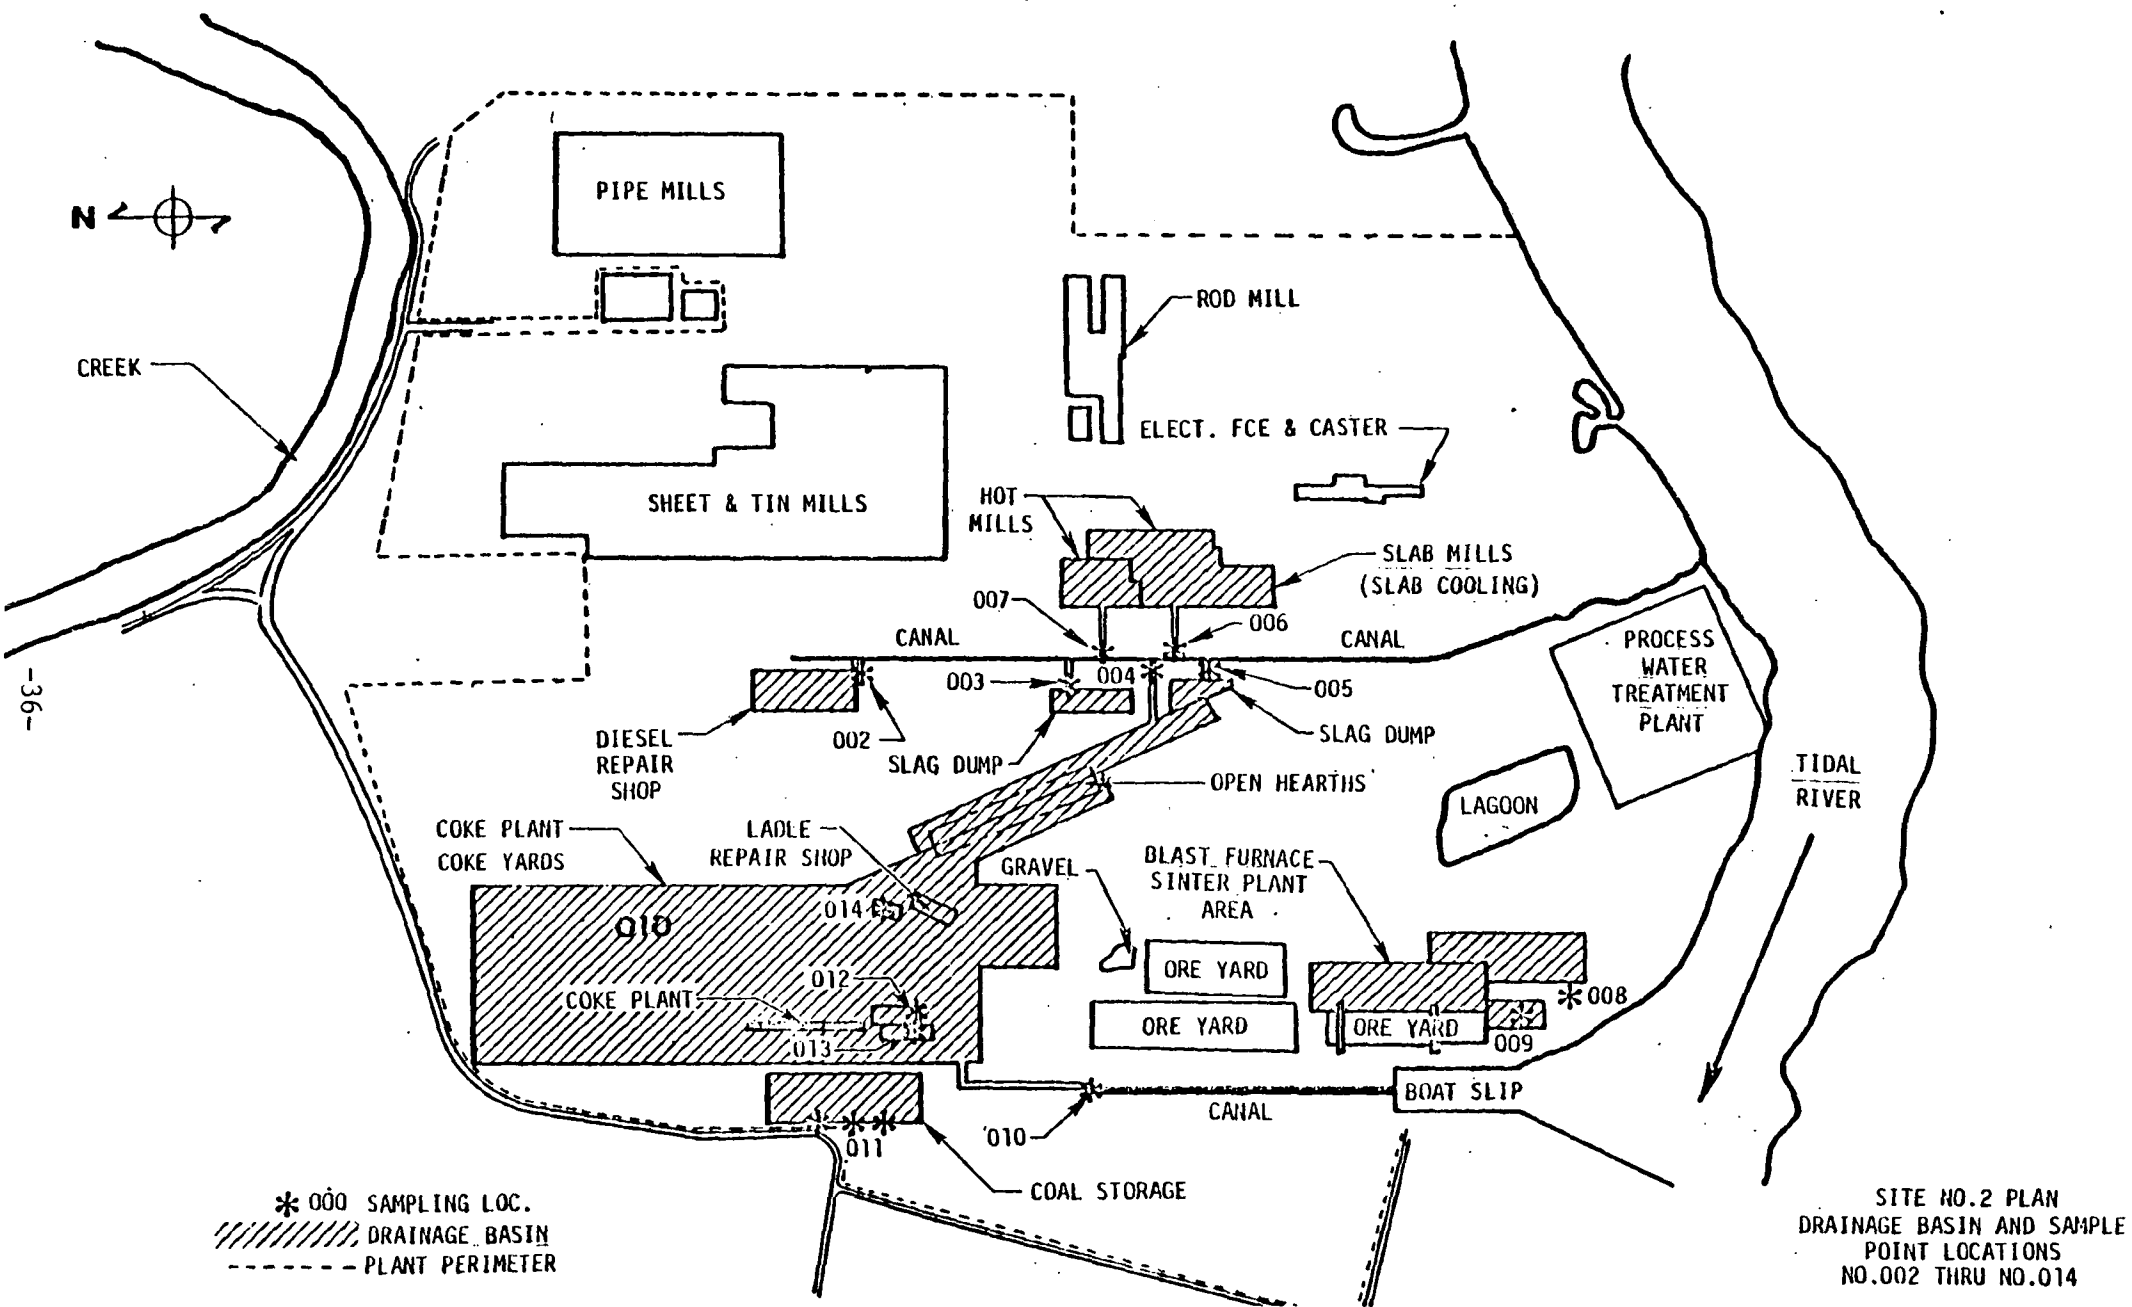 PIPE MILLS
N
ROD MILL
CREEK
ELECT. FCE & CASTER
SHEET & TIN MILLS
HOT
MILLS
SLAB MILLS
(SLAB COOLING)
007
006
CANAL
CANAL
PROCESS
WATER
TREATMENT
PLANT
003
004
005
-36-
002
DIESEL
REPAIR
SHOP
SLAG DUMP
SLAG DUMP
OPEN HEARTHS
TIDAL
RIVER
LAGOON
COKE PLANT
COKE YARDS
LADLE
REPAIR SHOP
GRAVEL
BLAST FURNACE
SINTER PLANT
AREA
014
010
ORE YARD
012
COKE PLANT
008
ORE YARD
ORE YARD
013
009
BOAT SLIP
CANAL
010
011
COAL STORAGE
000 SAMPLING LOC.
DRAINAGE BASIN
PLANT PERIMETER
SITE NO.2 PLAN
DRAINAGE BASIN AND SAMPLE
POINT LOCATIONS
NO.002 THRU NO.014